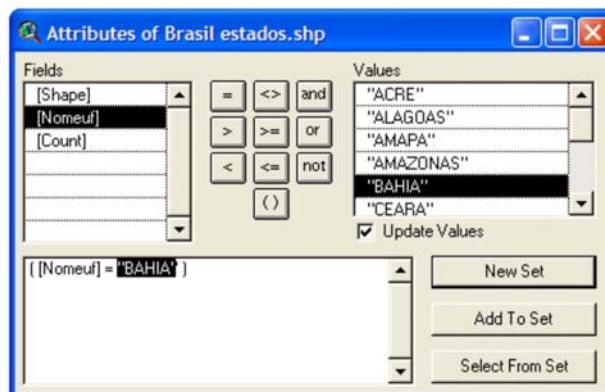 Attributes of Brasil estados.shp
Fields
Values
[Shape]
[Nomeuf]
[Count]
= <> and
> >= or
< <= not
()
"ACRE"
"ALAGOAS"
"AMAPA"
"AMAZONAS"
"BAHIA"
"CEARA"
Update Values
( [Nomeuf] = "BAHIA" )
New Set
Add To Set
Select From Set